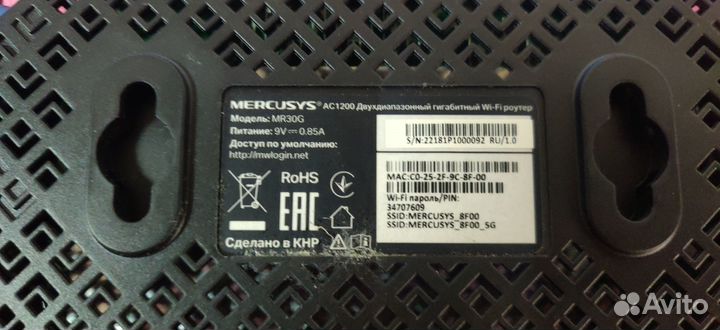 MERCUSYS® AC1200 Двухдиапазонный гигабитный Wi-Fi роутер
Модель: MR30G
Питание: 9V⎓0.85A
Доступ по умолчанию:
http://mwlogin.net
RoHS
EAC
Сделано в КНР
S/N:22181P1000092 RU/1.0
MAC:C0-25-2F-9C-8F-00
Wi-Fi пароль/PIN:
34707609
SSID:MERCUSYS_8F00
SSID:MERCUSYS_8F00_5G
Avito